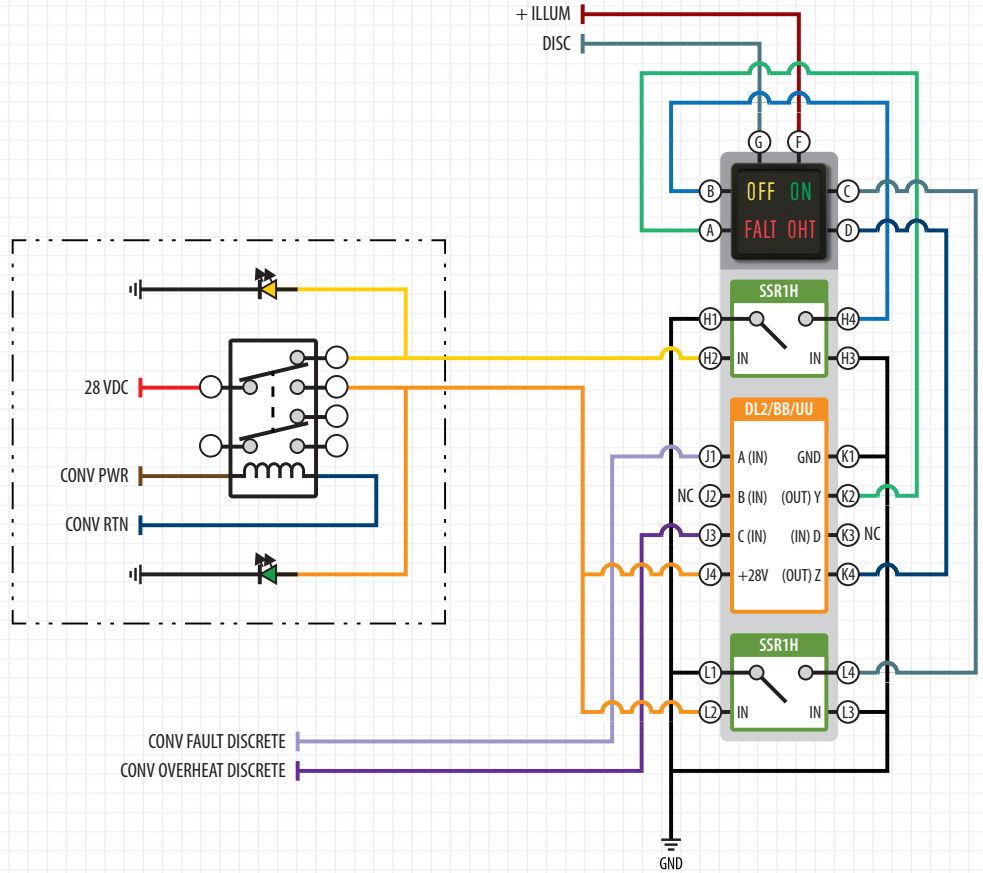 + ILLUM
DISC
G F
B OFF ON C
A FALT OHT D
SSR1H
H1 H4
H2 IN IN H3
28 VDC
DL2/BB/UU
J1 A (IN) GND K1
CONV PWR
NC J2 B (IN) (OUT) Y K2
CONV RTN
J3 C (IN) (IN) D K3 NC
J4 +28V (OUT) Z K4
SSR1H
L1 L4
L2 IN IN L3
CONV FAULT DISCRETE
CONV OVERHEAT DISCRETE
GND